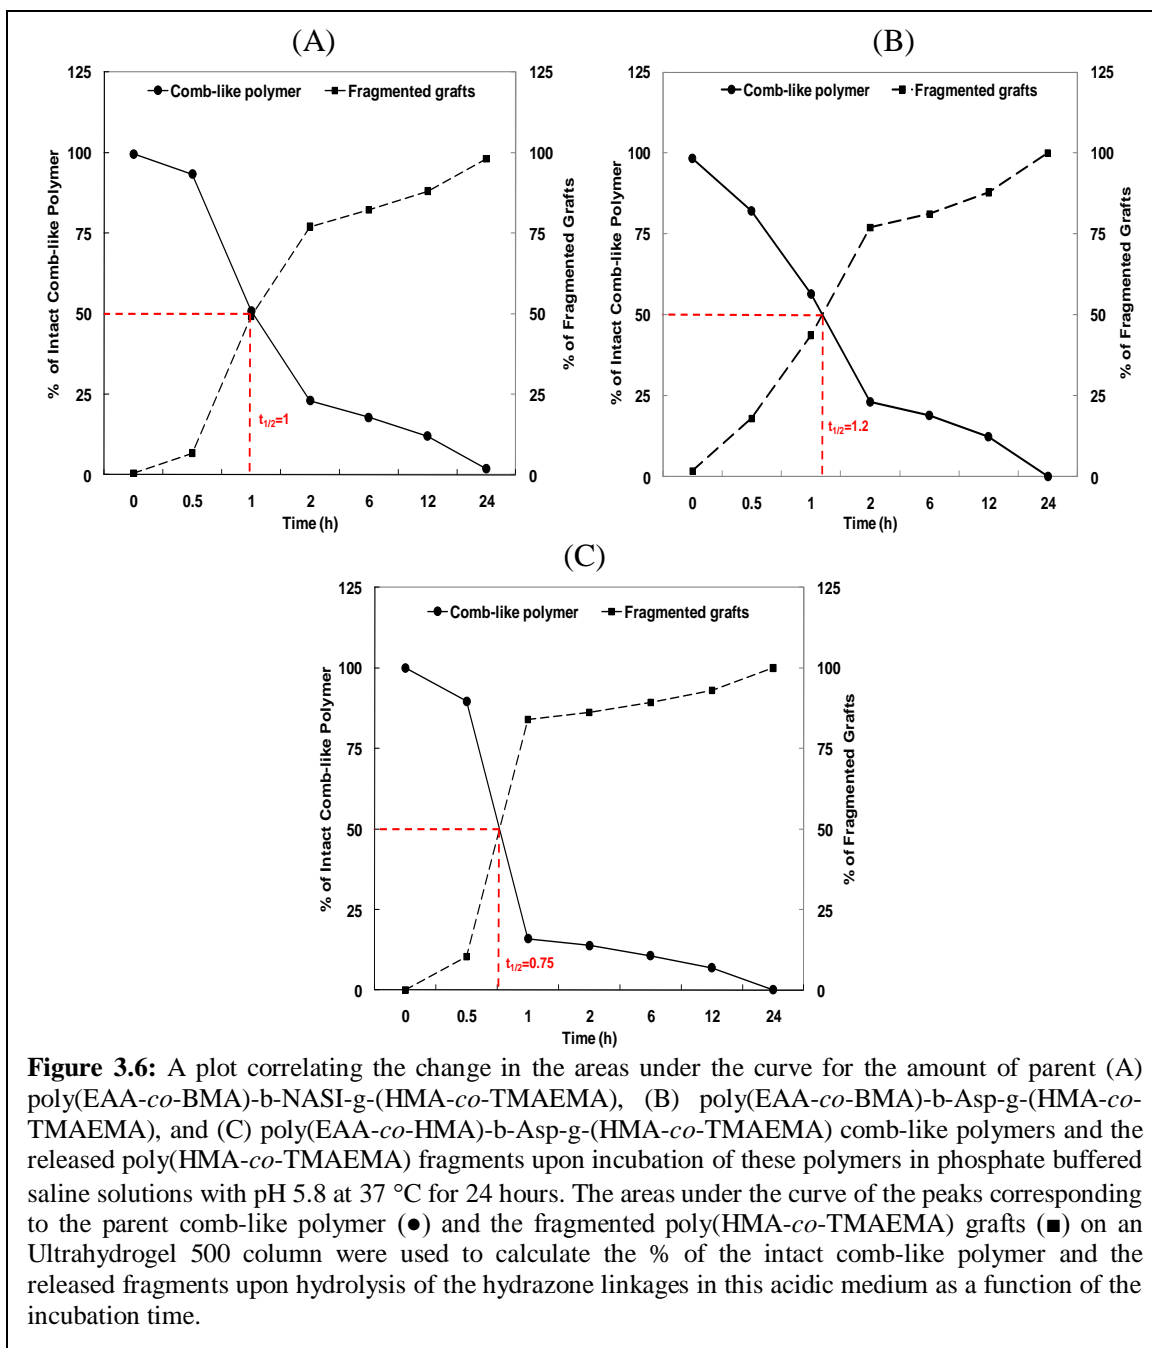 (A)
Comb-like polymer Fragmented grafts
% of Intact Comb-like Polymer
125
100
75
50
25
0
t1/2=1
125
100
75
50
25
0
% of Fragmented Grafts
0 0.5 1 2 6 12 24
Time (h)
(B)
Comb-like polymer Fragmented grafts
% of Intact Comb-like Polymer
125
100
75
50
25
0
t1/2=1.2
125
100
75
50
25
0
% of Fragmented Grafts
0 0.5 1 2 6 12 24
Time (h)
(C)
Comb-like polymer Fragmented grafts
% of Intact Comb-like Polymer
125
100
75
50
25
0
t1/2=0.75
125
100
75
50
25
0
% of Fragmented Grafts
0 0.5 1 2 6 12 24
Time (h)
Figure 3.6: A plot correlating the change in the areas under the curve for the amount of parent (A)
poly(EAA-co-BMA)-b-NASI-g-(HMA-co-TMAEMA), (B) poly(EAA-co-BMA)-b-Asp-g-(HMA-co-
TMAEMA), and (C) poly(EAA-co-HMA)-b-Asp-g-(HMA-co-TMAEMA) comb-like polymers and the
released poly(HMA-co-TMAEMA) fragments upon incubation of these polymers in phosphate buffered
saline solutions with pH 5.8 at 37 °C for 24 hours. The areas under the curve of the peaks corresponding
to the parent comb-like polymer (●) and the fragmented poly(HMA-co-TMAEMA) grafts (■) on an
Ultrahydrogel 500 column were used to calculate the % of the intact comb-like polymer and the
released fragments upon hydrolysis of the hydrazone linkages in this acidic medium as a function of the
incubation time.